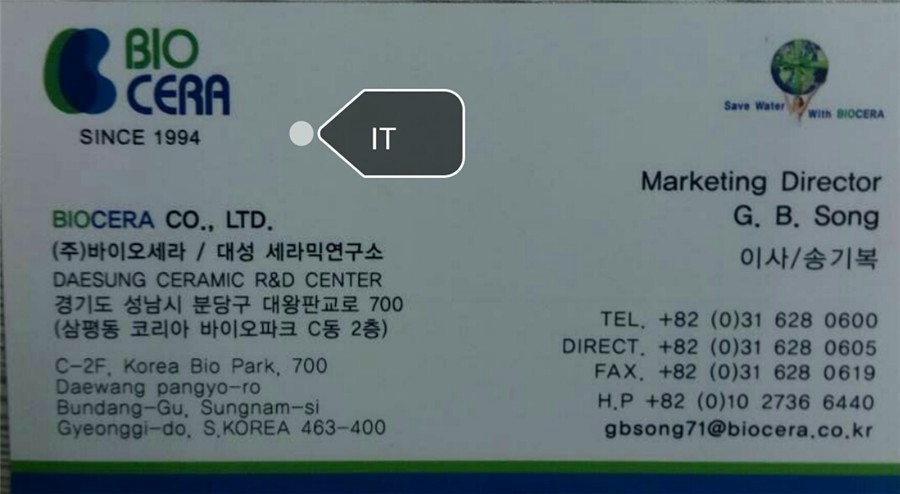 BIO
CERA
SINCE 1994
IT
Save Water With BIOCERA
Marketing Director
G. B. Song
이사/송기복
BIOCERA CO., LTD.
(주)바이오세라 / 대성 세라믹연구소
DAESUNG CERAMIC R&D CENTER
경기도 성남시 분당구 대왕판교로 700
(삼평동 코리아 바이오파크 C동 2층)
C-2F, Korea Bio Park, 700
Daewang pangyo-ro
Bundang-Gu, Sungnam-si
Gyeonggi-do, S.KOREA 463-400
TEL. +82 (0)31 628 0600
DIRECT. +82 (0)31 628 0605
FAX. +82 (0)31 628 0619
H.P +82 (0)10 2736 6440
gbsong71@biocera.co.kr